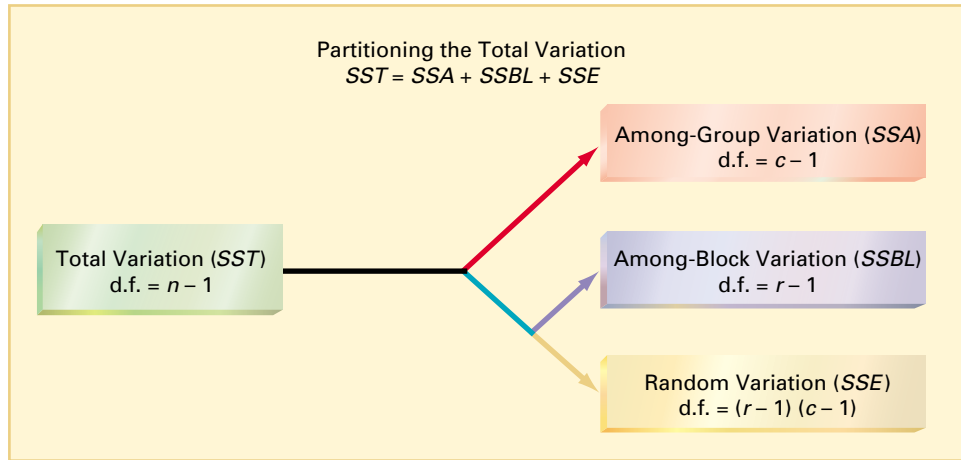 Partitioning the Total Variation
SST = SSA + SSBL + SSE
Among-Group Variation (SSA)
d.f. = c – 1
Total Variation (SST)
d.f. = n – 1
Among-Block Variation (SSBL)
d.f. = r – 1
Random Variation (SSE)
d.f. = (r – 1) (c – 1)